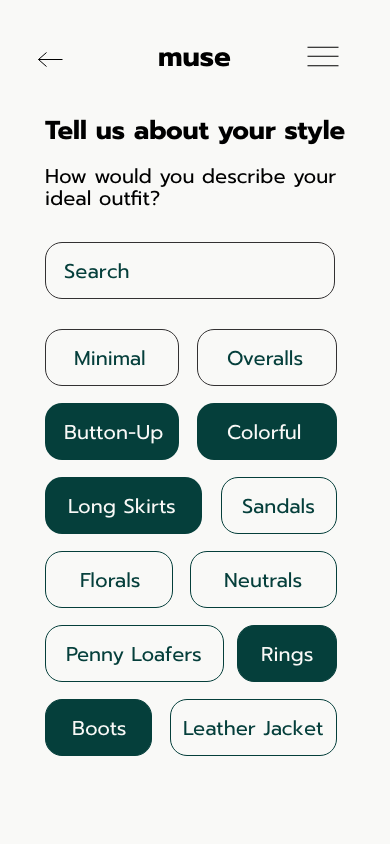 muse
Tell us about your style
How would you describe your
ideal outfit?
Search
Minimal
Overalls
Button-Up
Colorful
Long Skirts
Sandals
Florals
Neutrals
Penny Loafers
Rings
Boots
Leather Jacket